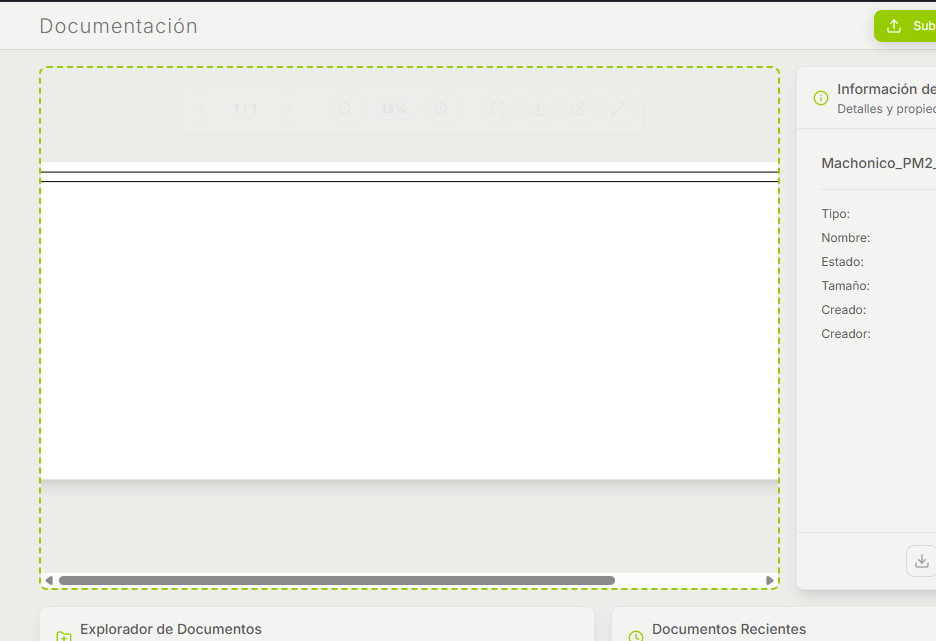 Documentación
Sub
1 / 1
13%
Información de
Detalles y propied
Machonico_PM2_
Tipo:
Nombre:
Estado:
Tamaño:
Creado:
Creador:
Explorador de Documentos
Documentos Recientes